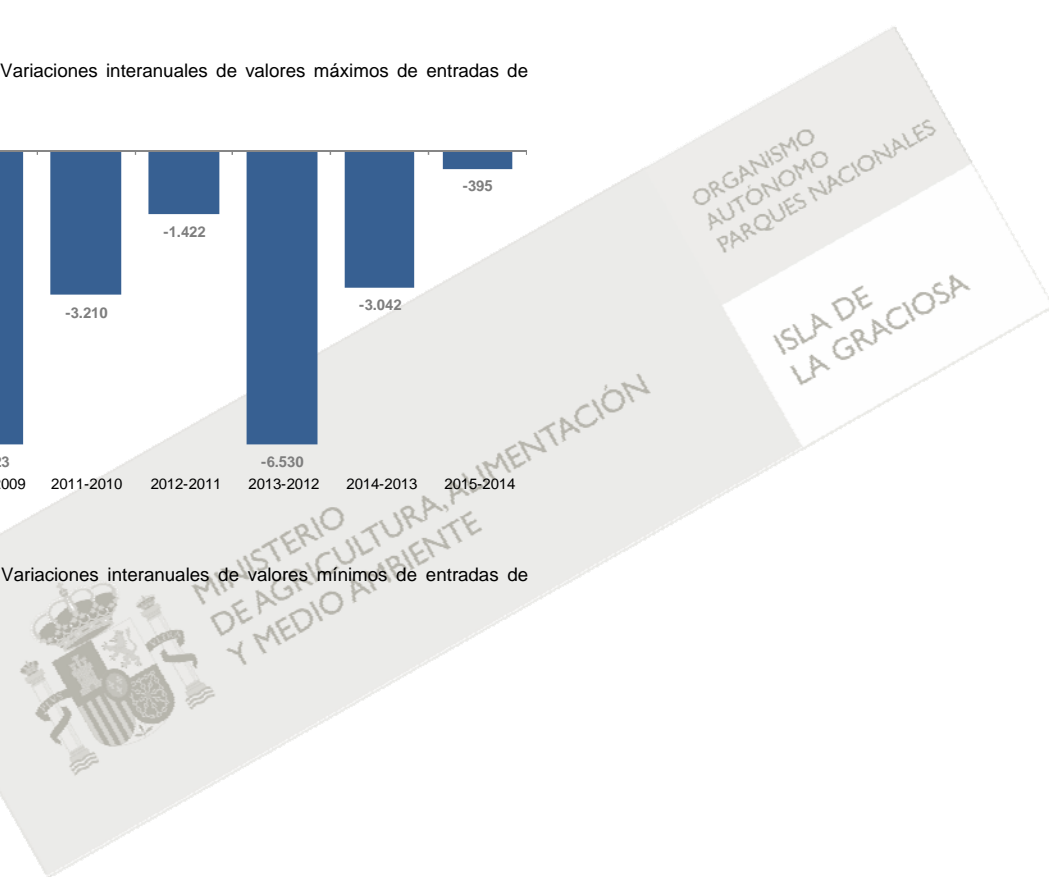 Variaciones interanuales de valores máximos de entradas de
-395
-1.422
-3.210
-3.042
23
-6.530
2009 2011-2010 2012-2011 2013-2012 2014-2013 2015-2014
Variaciones interanuales de valores mínimos de entradas de
ORGANISMO
AUTÓNOMO
PARQUES NACIONALES
ISLA DE
LA GRACIOSA
MINISTERIO
DE AGRICULTURA, ALIMENTACIÓN
Y MEDIO AMBIENTE